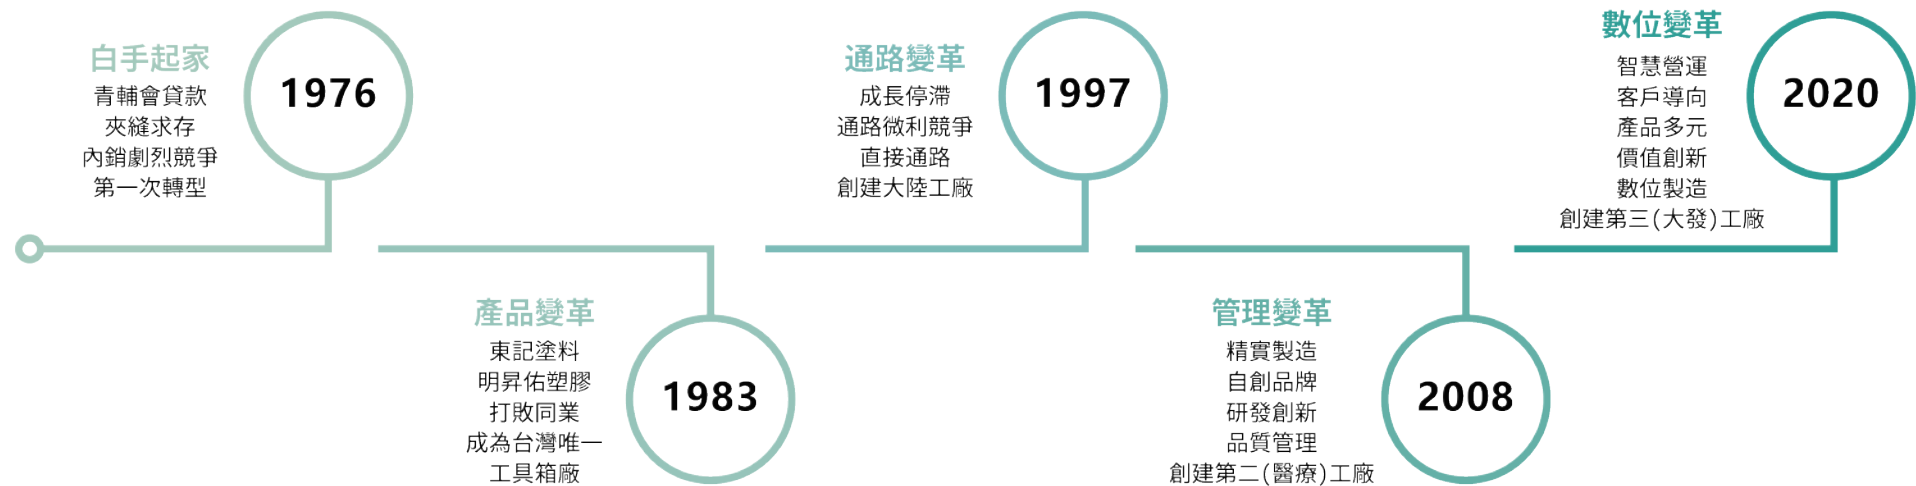 白手起家
青輔會貸款
夾縫求存
內銷劇烈競爭
第一次轉型
1976
產品變革
東記塗料
明昇佑塑膠
打敗同業
成為台灣唯一
工具箱廠
1983
通路變革
成長停滯
通路微利競爭
直接通路
創建大陸工廠
1997
管理變革
精實製造
自創品牌
研發創新
品質管理
創建第二(醫療)工廠
2008
數位變革
智慧營運
客戶導向
產品多元
價值創新
數位製造
創建第三(大發)工廠
2020